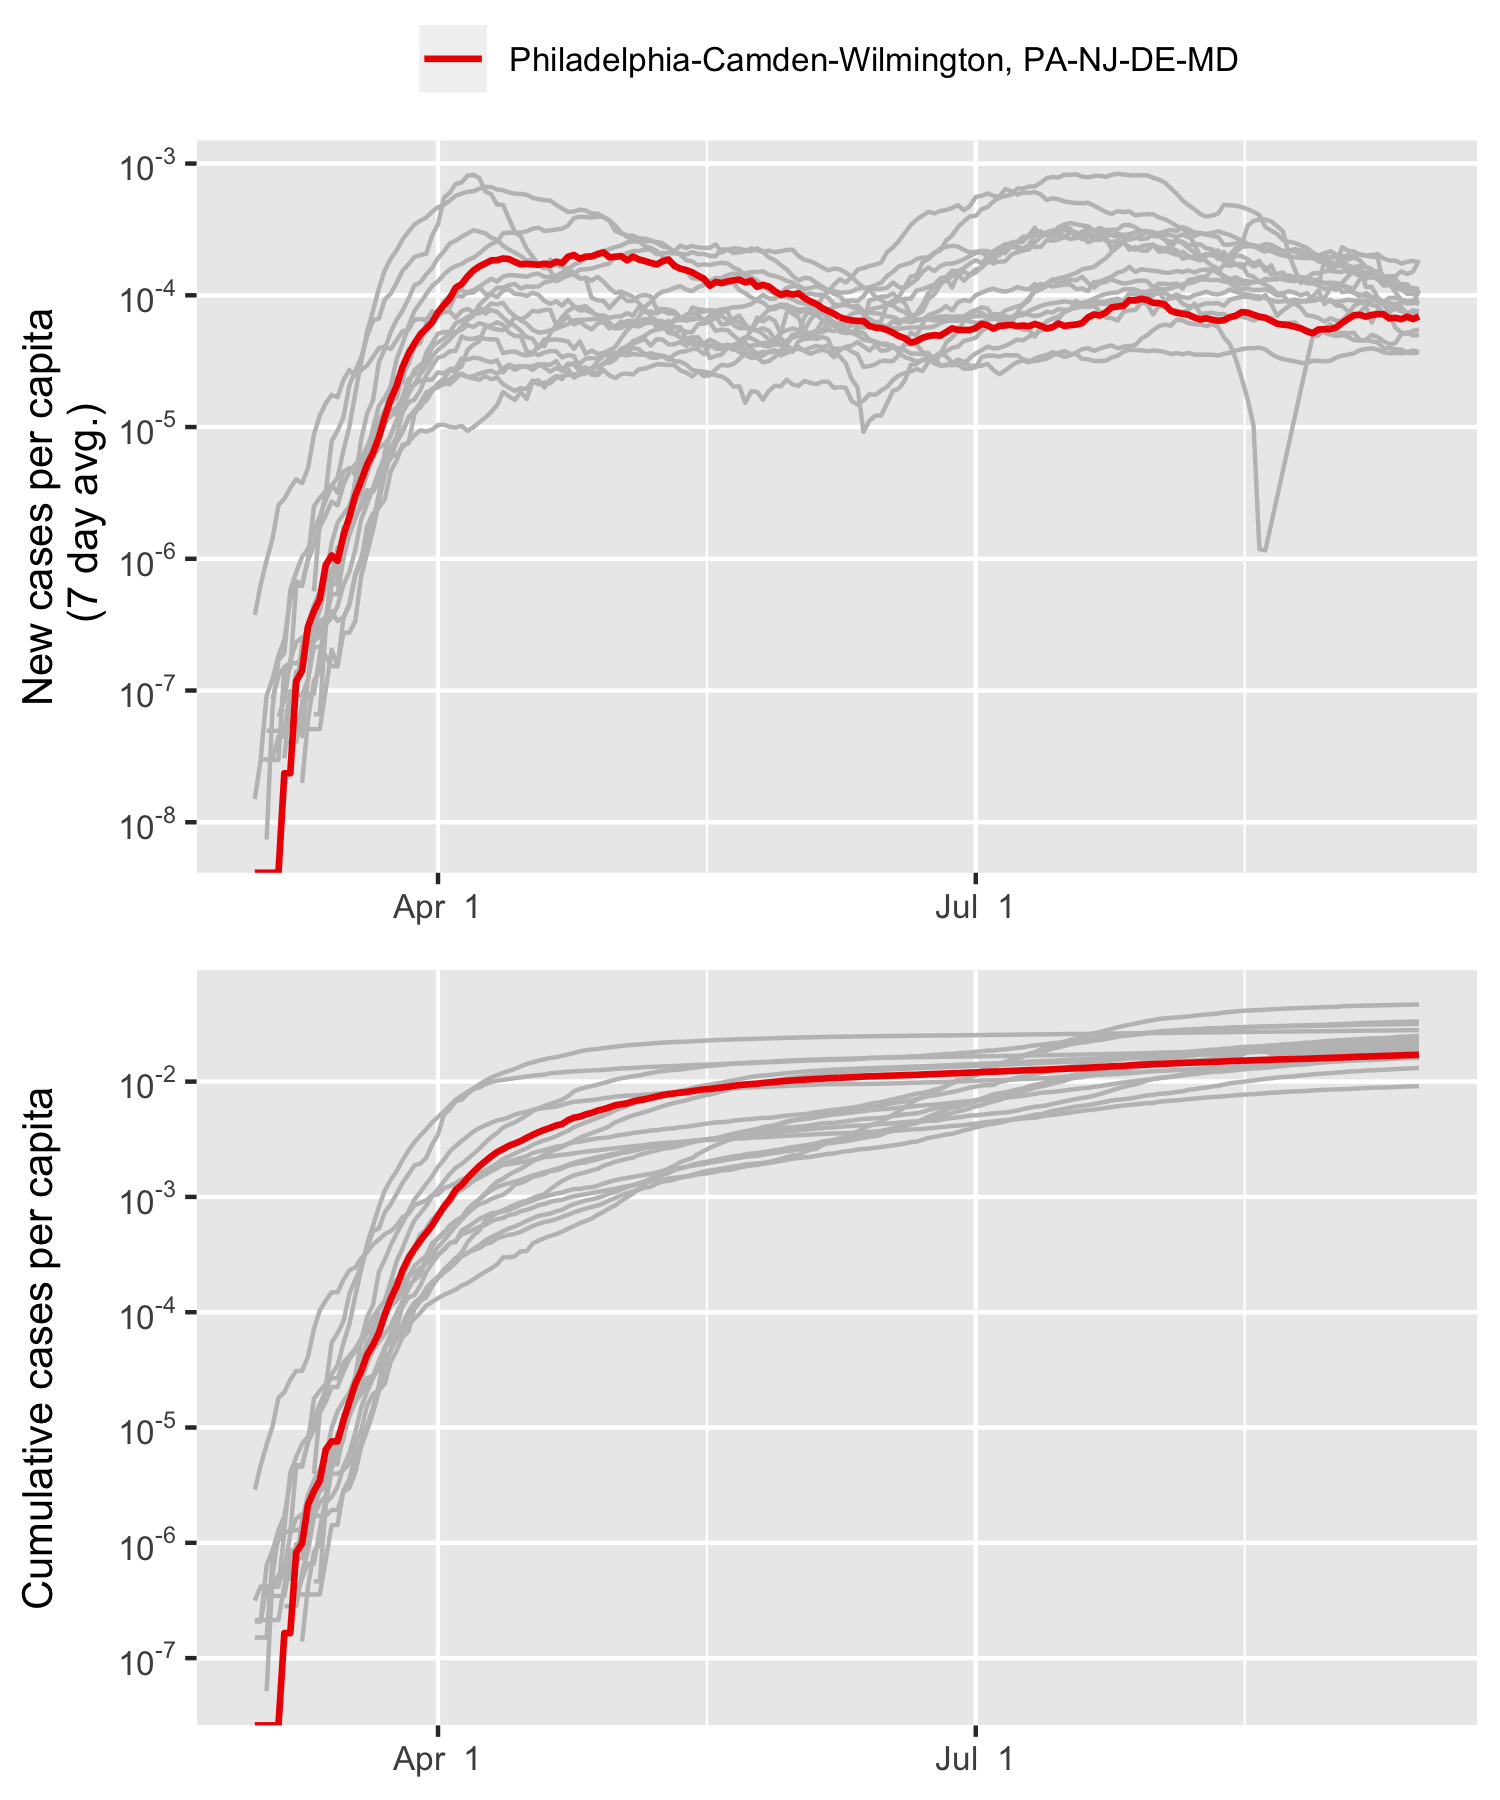 Philadelphia-Camden-Wilmington, PA-NJ-DE-MD
New cases per capita
(7 day avg.)
10-3
10-4
10-5
10-6
10-7
10-8
Apr 1
Jul 1
Cumulative cases per capita
10-2
10-3
10-4
10-5
10-6
10-7
Apr 1
Jul 1